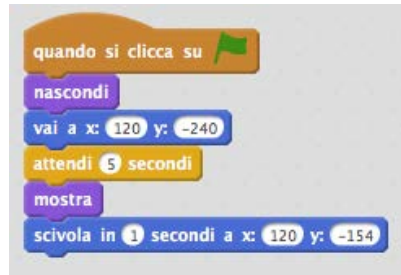 quando si clicca su
nascondi
vai a x: 120 y: -240
attendi 5 secondi
mostra
scivola in 1 secondi a x: 120 y: -154